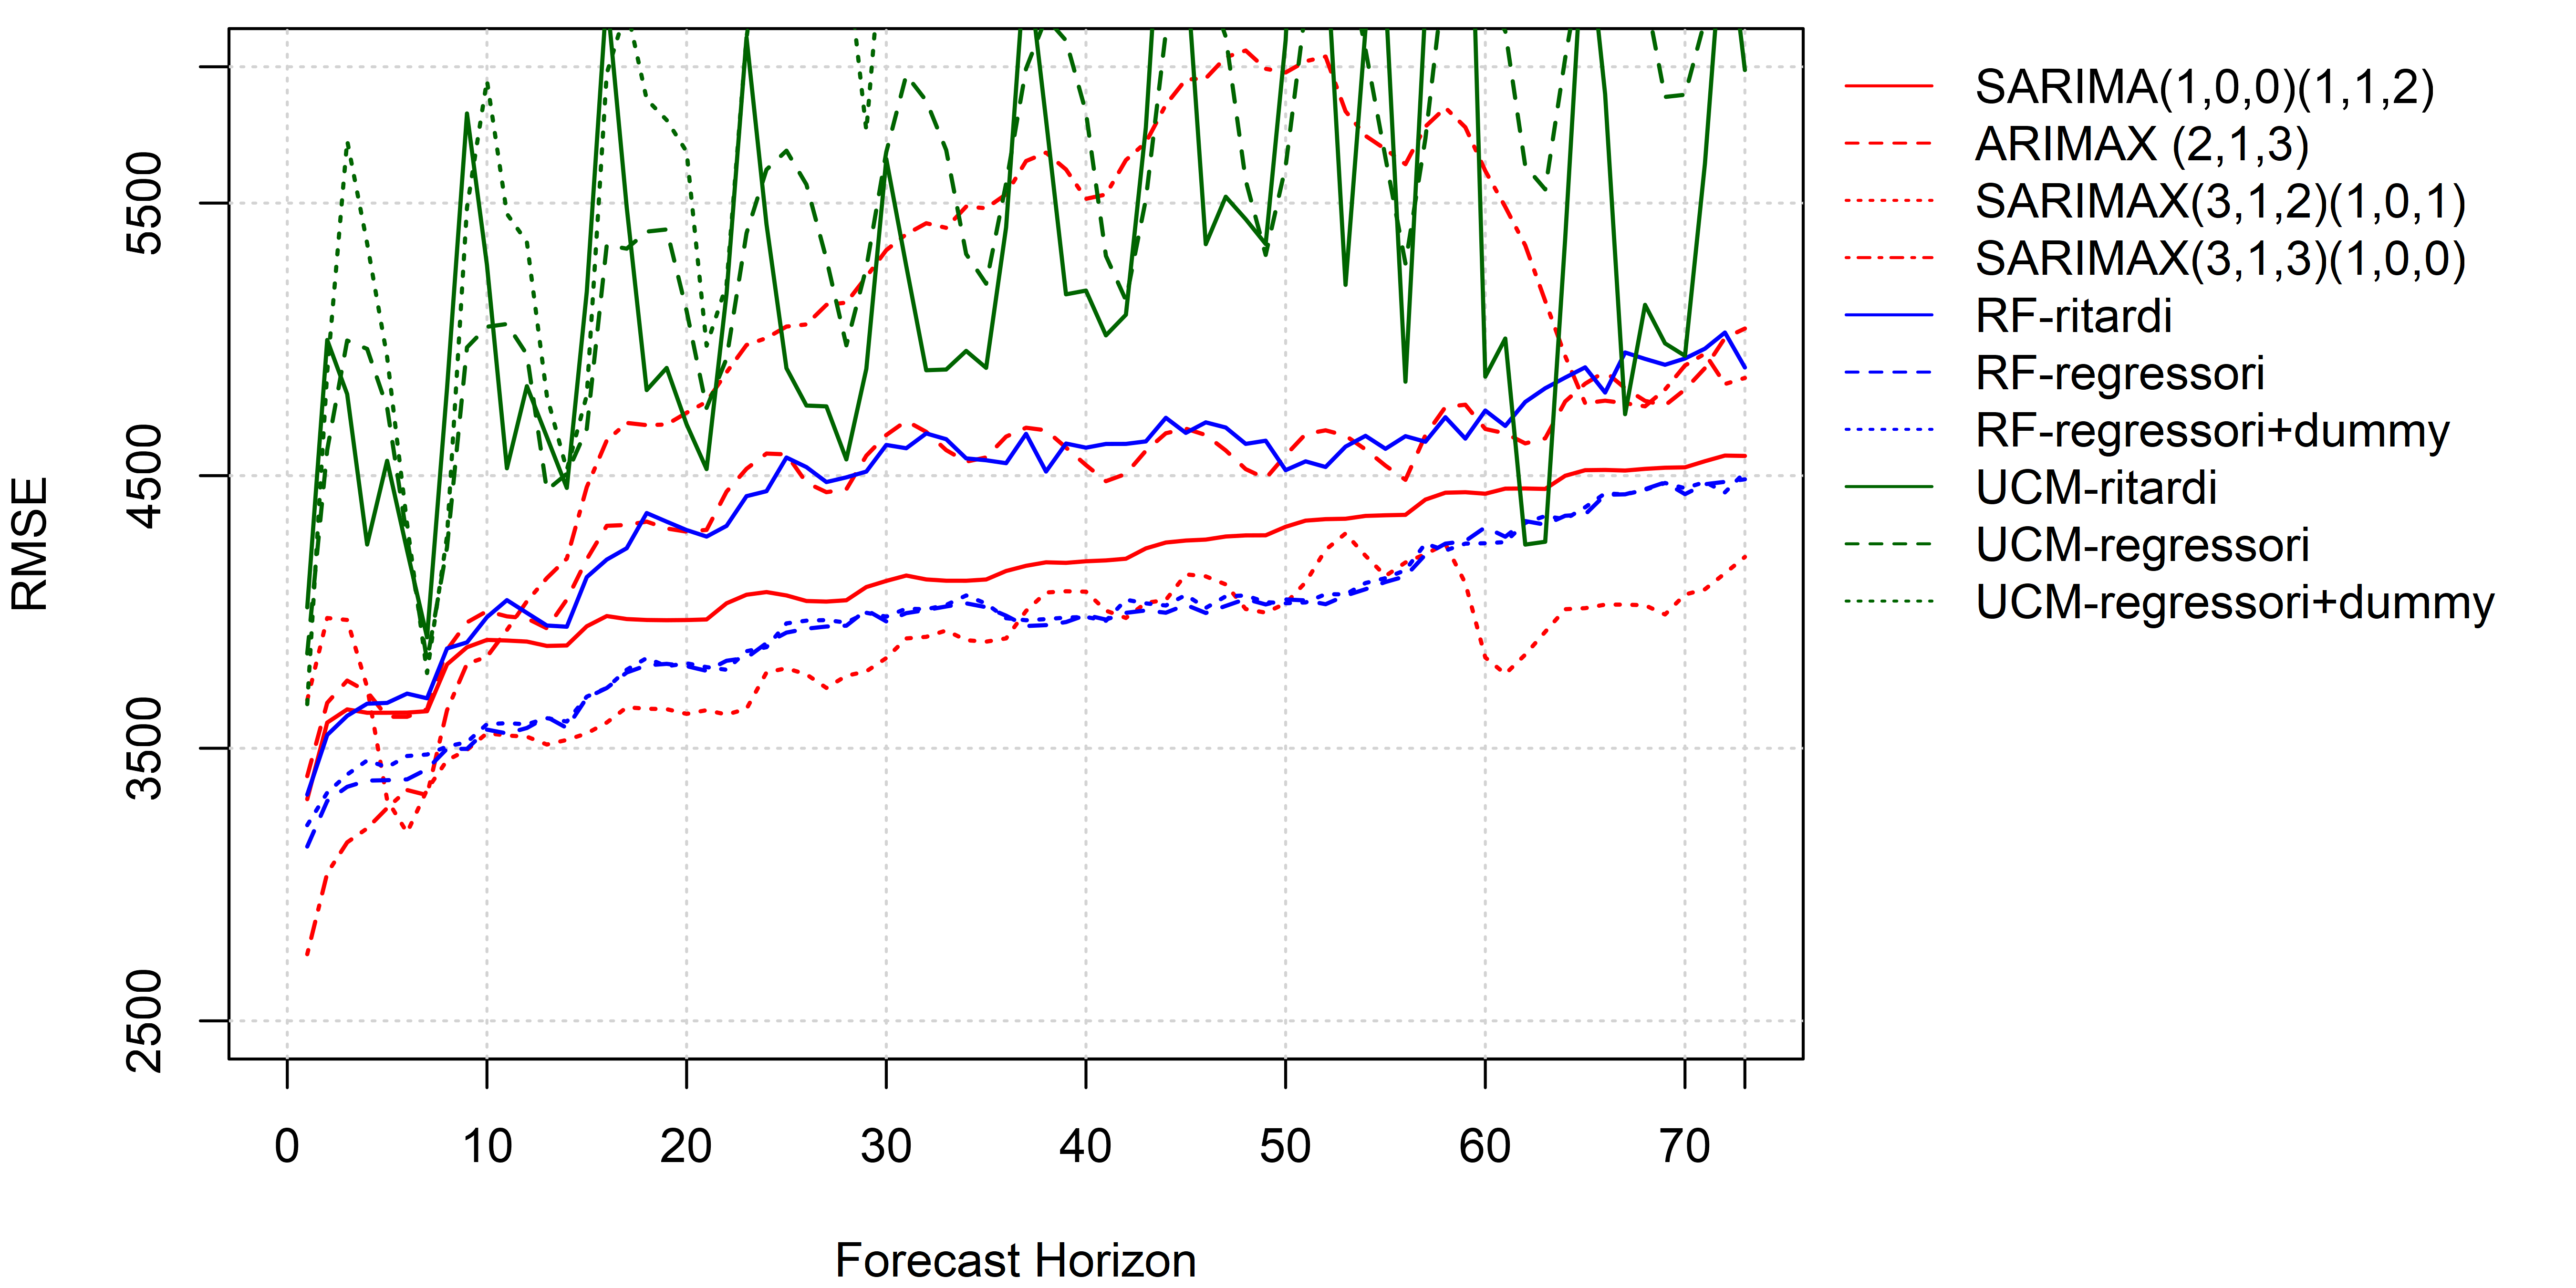 RMSE
5500
4500
3500
2500
0 10 20 30 40 50 60 70
Forecast Horizon
SARIMA(1,0,0)(1,1,2)
ARIMAX (2,1,3)
SARIMAX(3,1,2)(1,0,1)
SARIMAX(3,1,3)(1,0,0)
RF-ritardi
RF-regressori
RF-regressori+dummy
UCM-ritardi
UCM-regressori
UCM-regressori+dummy